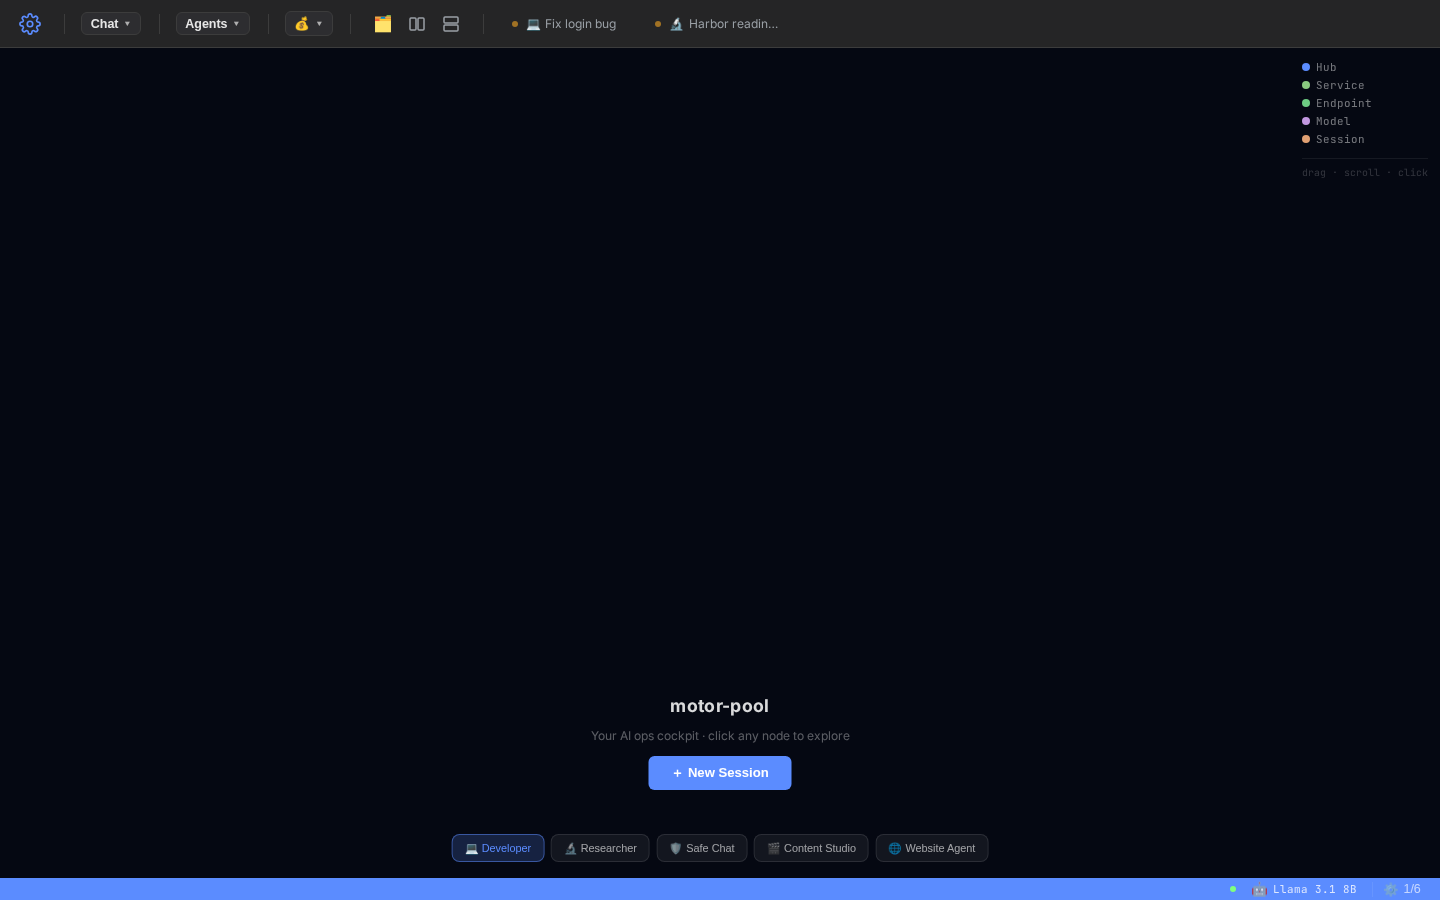 Chat
Agents
Fix login bug
Harbor readin...
Hub
Service
Endpoint
Model
Session
drag · scroll · click
motor-pool
Your AI ops cockpit · click any node to explore
+ New Session
Developer
Researcher
Safe Chat
Content Studio
Website Agent
Llama 3.1 8B
1/6